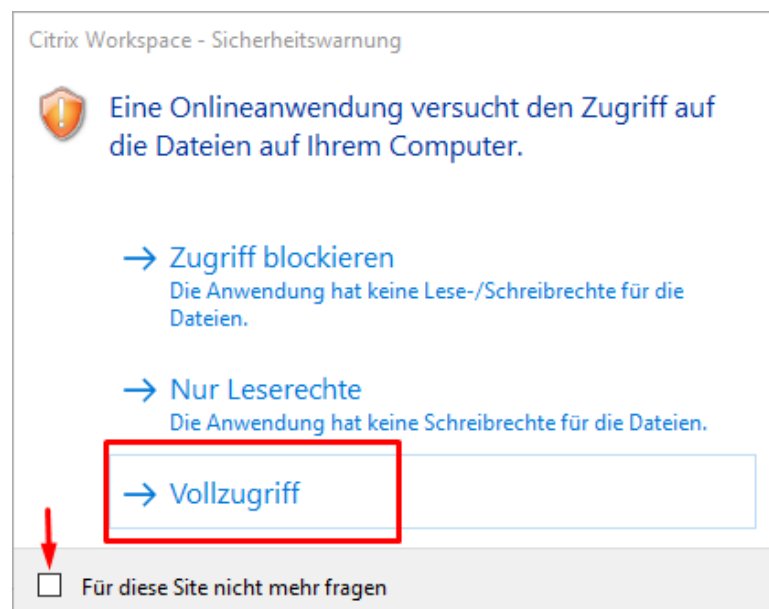 Citrix Workspace - Sicherheitswarnung
Eine Onlineanwendung versucht den Zugriff auf
die Dateien auf Ihrem Computer.
Zugriff blockieren
Die Anwendung hat keine Lese-/Schreibrechte für die
Dateien.
Nur Leserechte
Die Anwendung hat keine Schreibrechte für die Dateien.
Vollzugriff
Für diese Site nicht mehr fragen